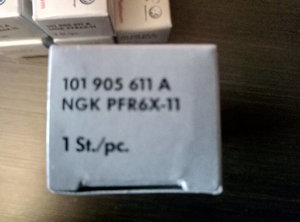 101 905 611 A
NGK PFR6X-11
1 St./pc.